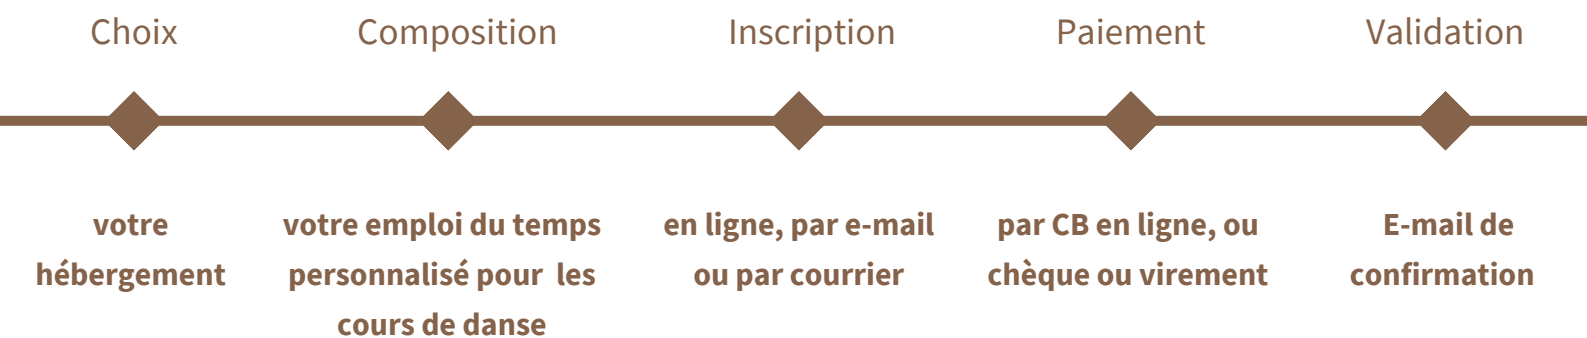 Choix
votre
hébergement
Composition
votre emploi du temps
personnalisé pour  les
cours de danse
Inscription
en ligne, par e-mail
ou par courrier
Paiement
par CB en ligne, ou
chèque ou virement
Validation
E-mail de
confirmation